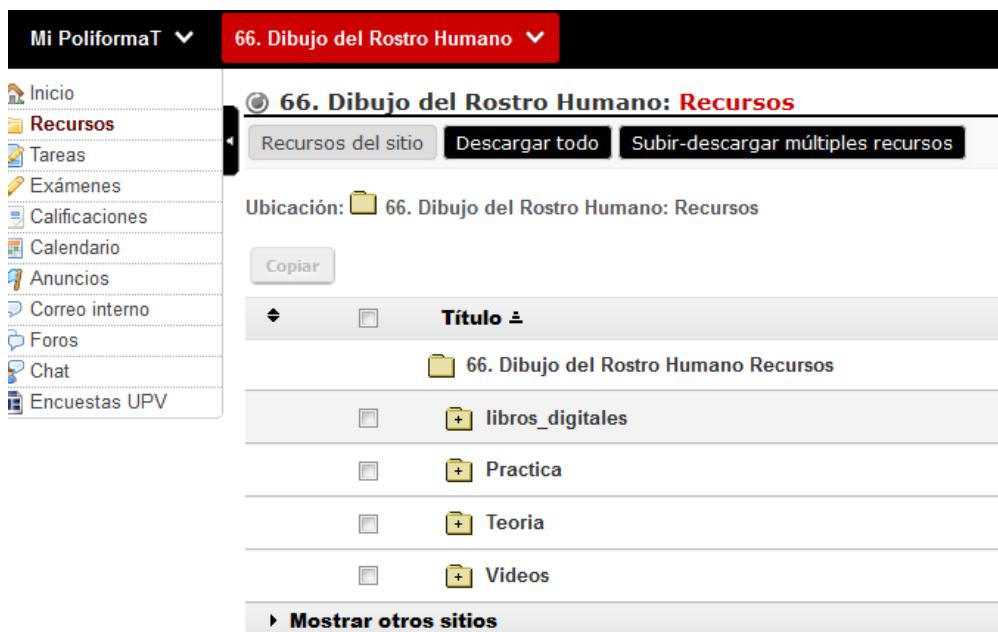 Mi PoliformaT
66. Dibujo del Rostro Humano
Inicio
Recursos
Tareas
Exámenes
Calificaciones
Calendario
Anuncios
Correo interno
Foros
Chat
Encuestas UPV
66. Dibujo del Rostro Humano: Recursos
Recursos del sitio Descargar todo Subir-descargar múltiples recursos
Ubicación: 66. Dibujo del Rostro Humano: Recursos
Copiar
Título
66. Dibujo del Rostro Humano Recursos
libros_digitales
Practica
Teoria
Videos
Mostrar otros sitios